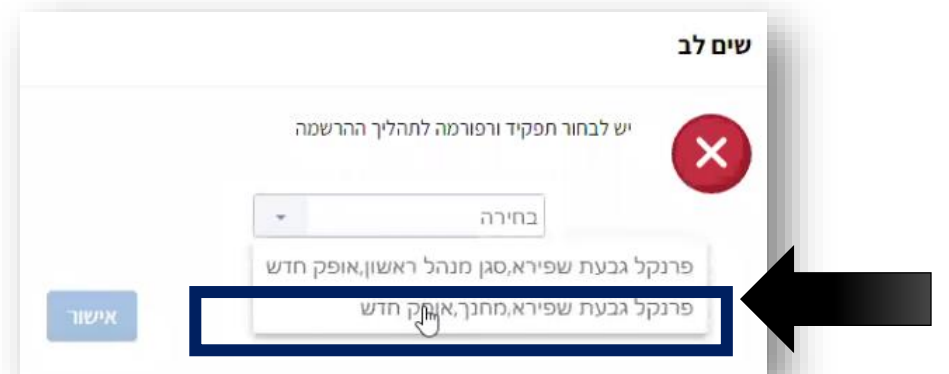 שים לב
יש לבחור תפקיד ורפורמה לתהליך ההרשמה
בחירה
פרנקל גבעת שפירא,סגן מנהל ראשון,אופק חדש
פרנקל גבעת שפירא,מחנך,אופק חדש
אישור